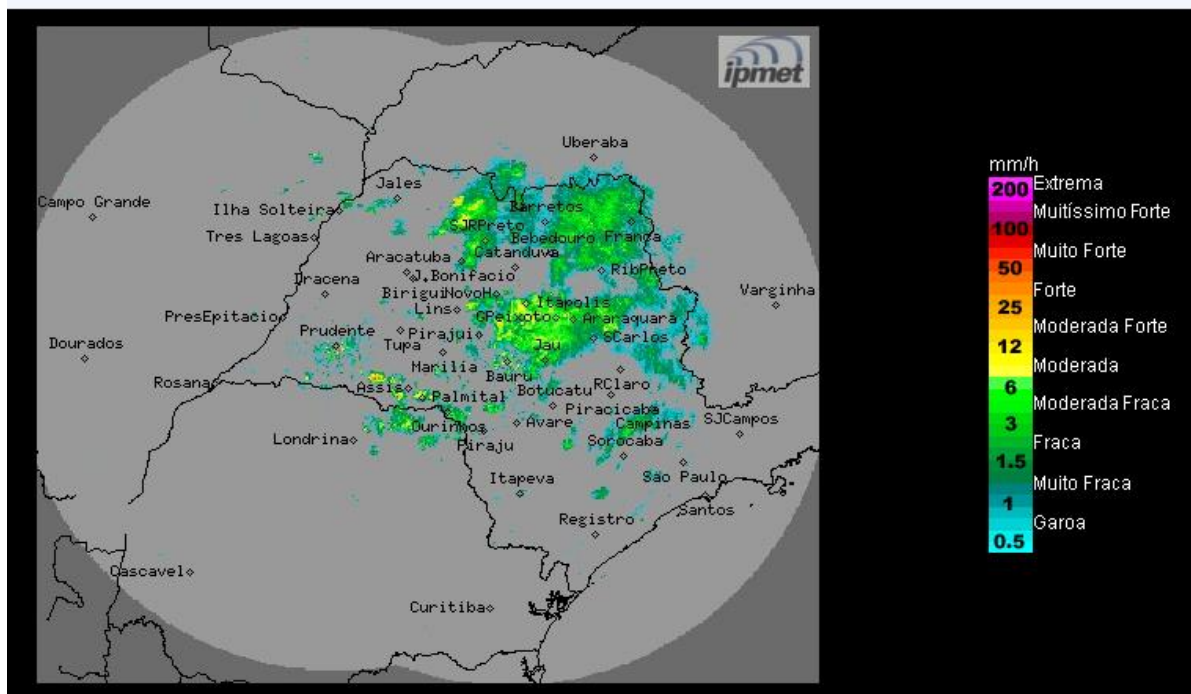 ipmet
Uberaba
Jales
Campo Grande
Ilha Solteira
Barretos
SJRPreto
Tres Lagoas
Bebedouro
Franca
Catanduva
Aracatuba
J.Bonifacio
RibPreto
Dracena
Birigui
NovoH
Varginha
Itapolis
Lins
GPeixoto
Araraquara
PresEpitacio
Prudente
Pirajui
SCarlos
Dourados
Tupa
Jau
Marilia
Bauru
RClaro
Rosana
Assis
Botucatu
Palmital
Piracicaba
SJCampos
Londrina
Ourinhos
Avare
Campinas
Piraju
Sorocaba
Itapeva
Sao Paulo
Santos
Registro
Cascavel
Curitiba
mm/h
200 Extrema
Muitíssimo Forte
100
Muito Forte
50
Forte
25
Moderada Forte
12
Moderada
6
Moderada Fraca
3
Fraca
1.5
Muito Fraca
1
Garoa
0.5